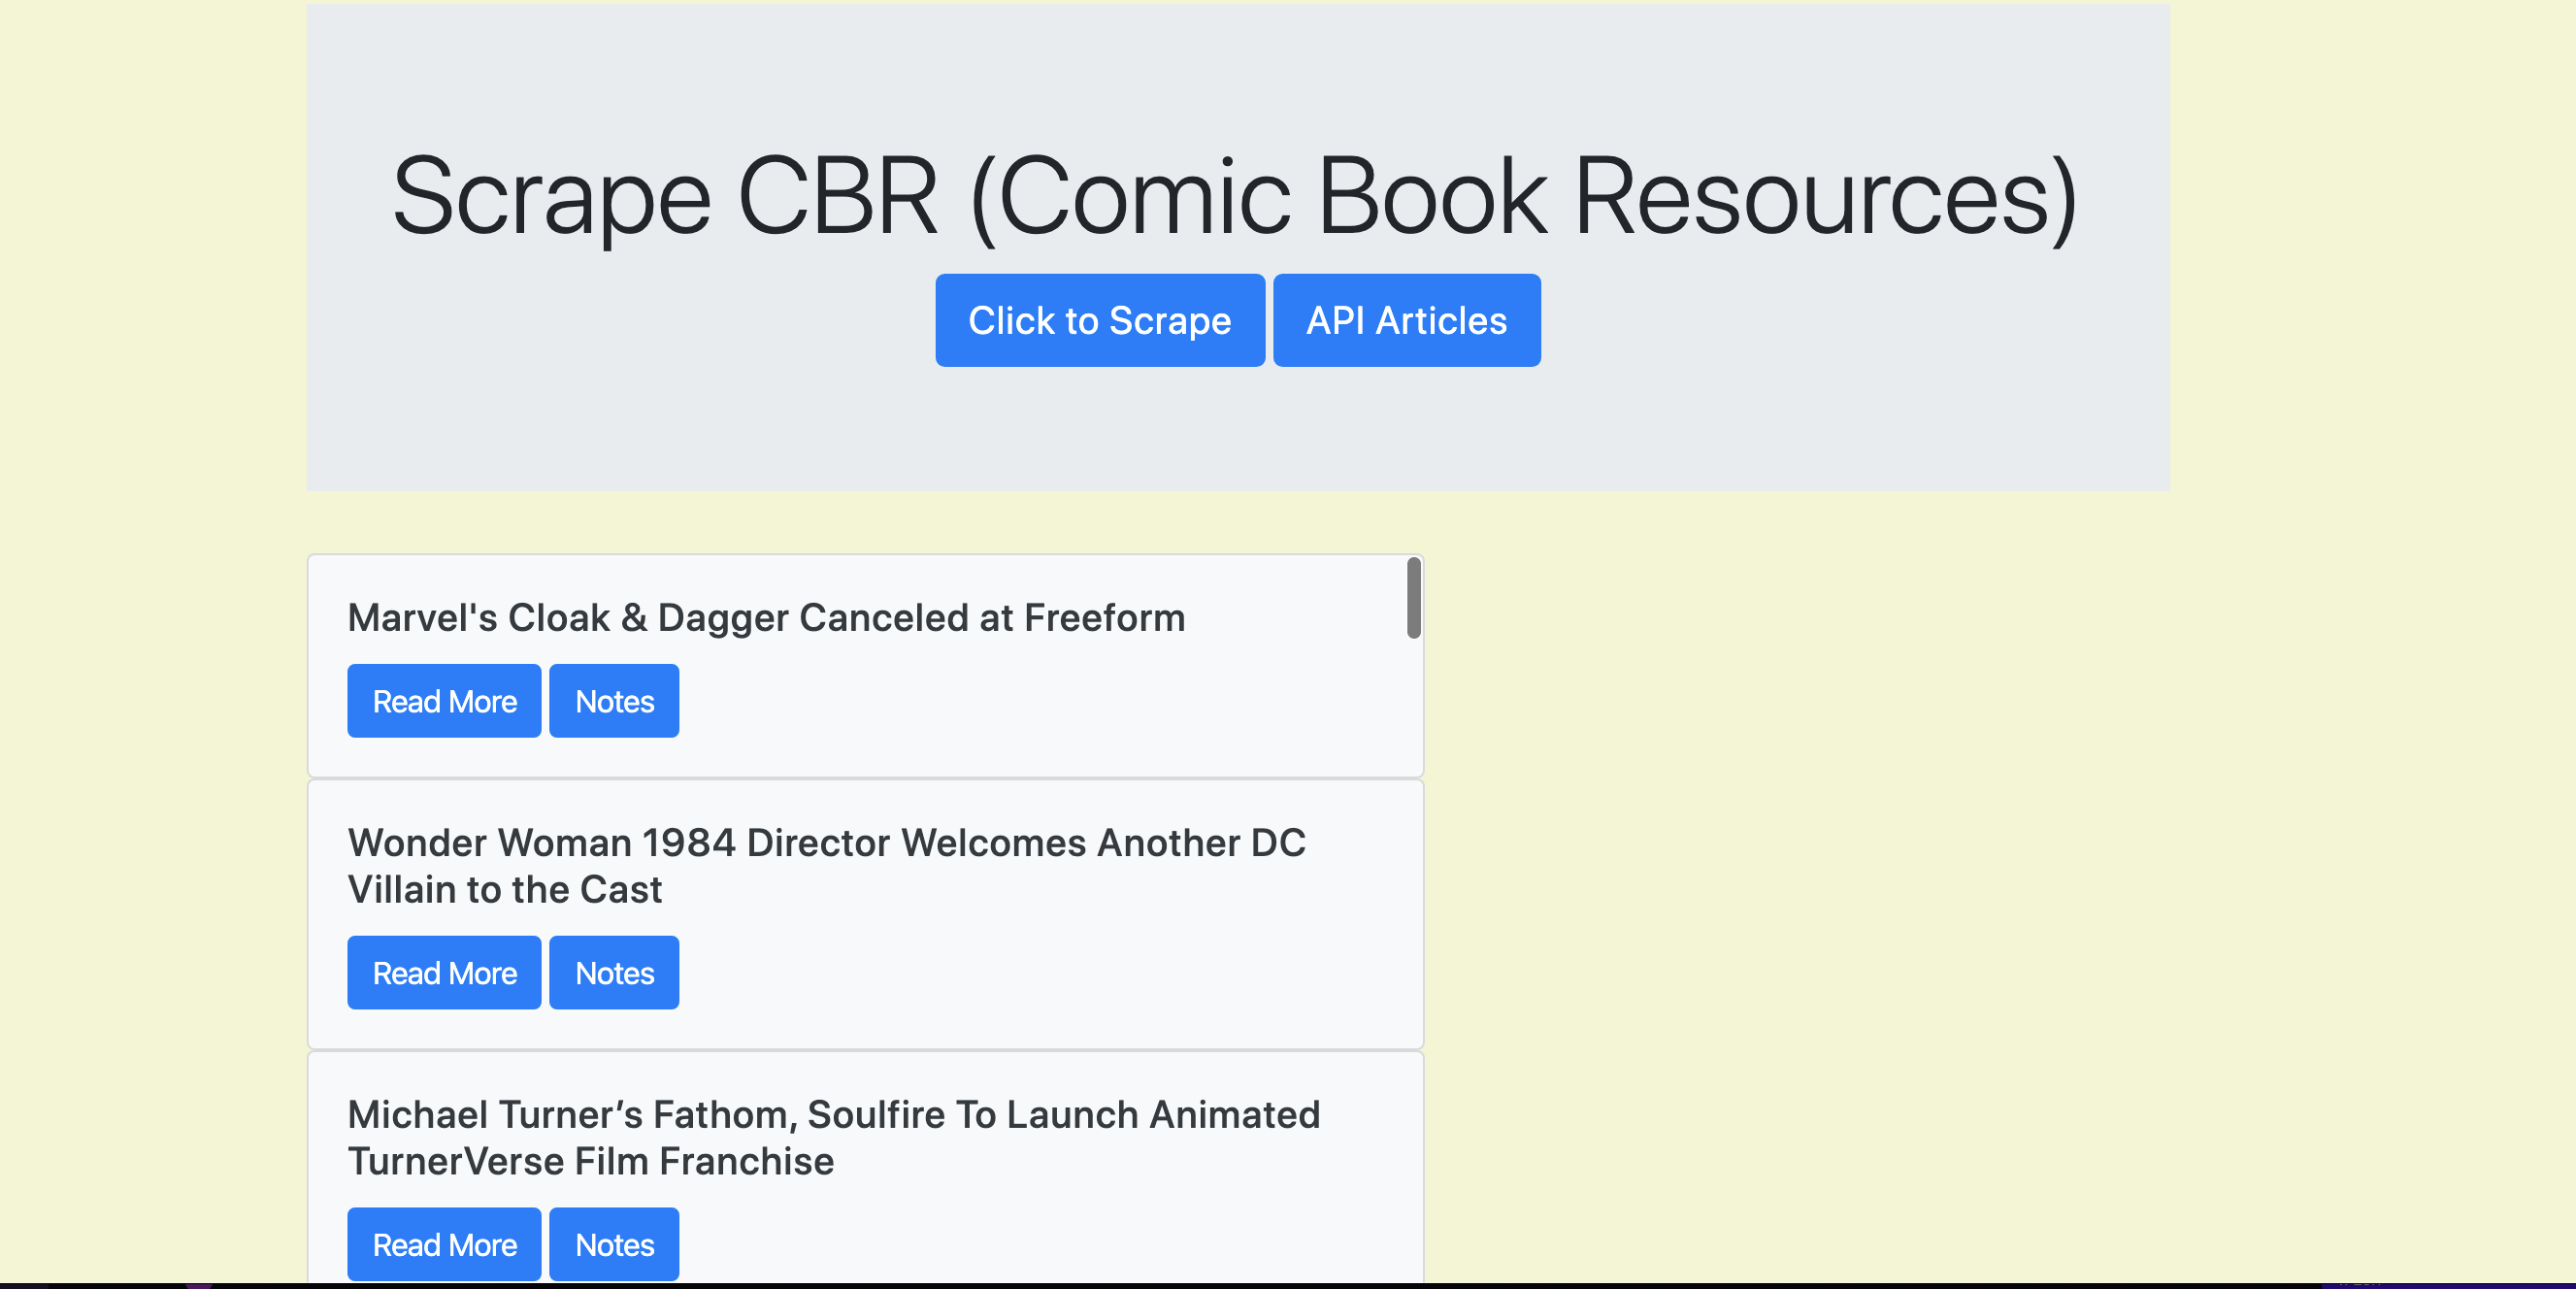 Scrape CBR (Comic Book Resources)
Click to Scrape API Articles
Marvel's Cloak & Dagger Canceled at Freeform
Read More Notes
Wonder Woman 1984 Director Welcomes Another DC
Villain to the Cast
Read More Notes
Michael Turner’s Fathom, Soulfire To Launch Animated
TurnerVerse Film Franchise
Read More Notes